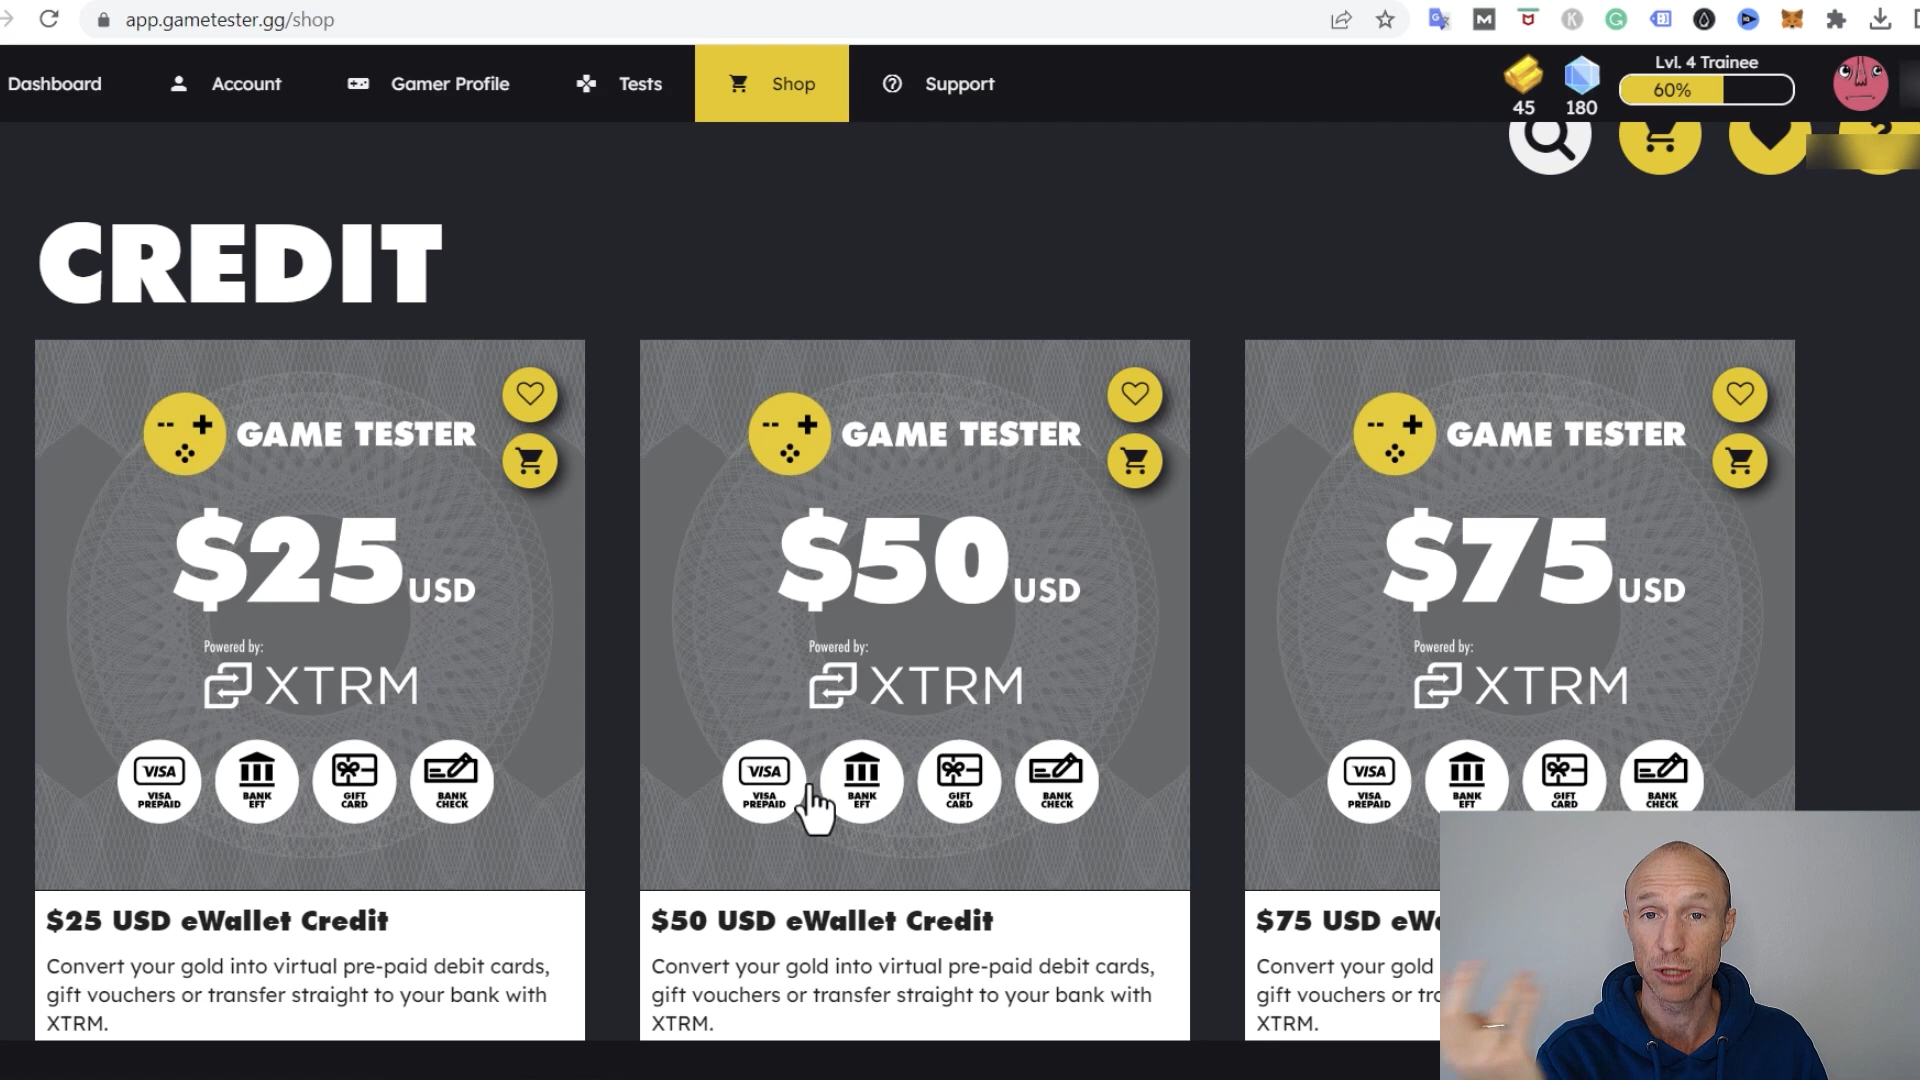 app.gametester.gg/shop
Dashboard
Account
Gamer Profile
Tests
Shop
Support
45
180
Lvl. 4 Trainee
60%
CREDIT
GAME TESTER
$25 USD
Powered by:
XTRM
VISA
VISA PREPAID
BANK EFT
GIFT CARD
BANK CHECK
$25 USD eWallet Credit
Convert your gold into virtual pre-paid debit cards,
gift vouchers or transfer straight to your bank with
XTRM.
GAME TESTER
$50 USD
Powered by:
XTRM
VISA
VISA PREPAID
BANK EFT
GIFT CARD
BANK CHECK
$50 USD eWallet Credit
Convert your gold into virtual pre-paid debit cards,
gift vouchers or transfer straight to your bank with
XTRM.
GAME TESTER
$75 USD
Powered by:
XTRM
VISA
VISA PREPAID
BANK EFT
GIFT CARD
BANK CHECK
$75 USD
Convert your gold
gift vouchers or
XTRM.